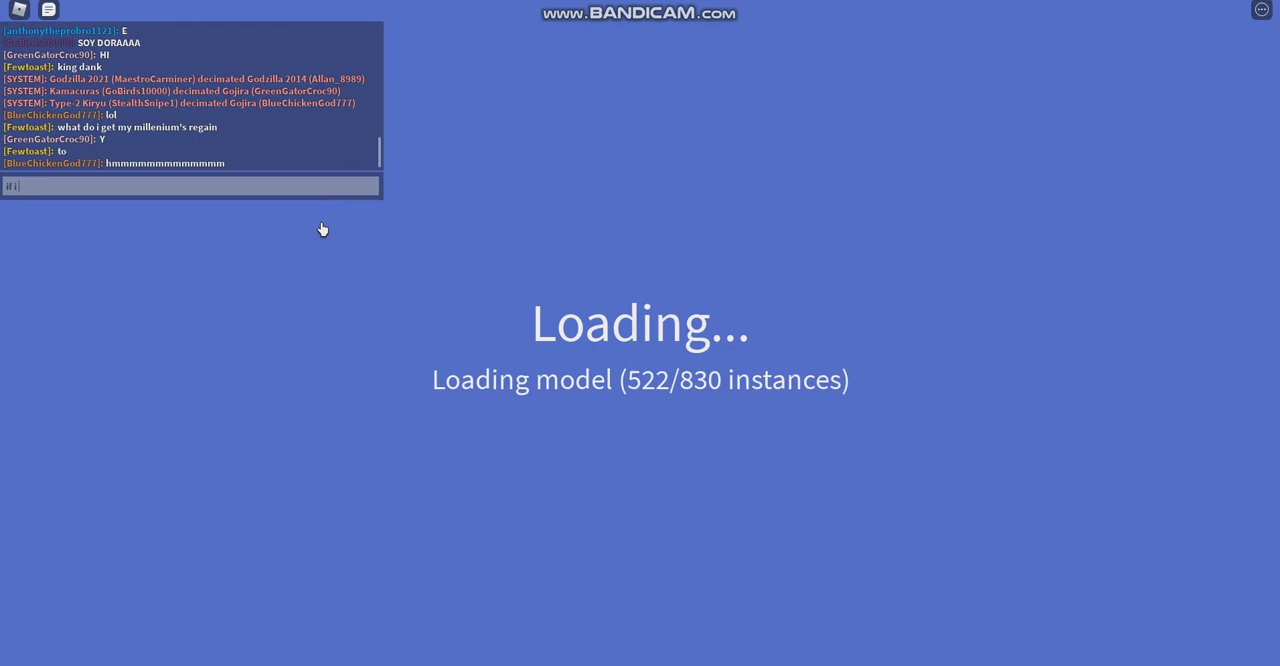 www.BANDICAM.com
[anthonytheprobro1121]: E
SOY DORAAAA
[GreenGatorCroc90]: HI
[Fewtoast]: king dank
[SYSTEM]: Godzilla 2021 (MaestroCarminer) decimated Godzilla 2014 (Allan_8989)
[SYSTEM]: Kamacuras (GoBirds10000) decimated Gojira (GreenGatorCroc90)
[SYSTEM]: Type-2 Kiryu (StealthSnipe1) decimated Gojira (BlueChickenGod777)
[BlueChickenGod777]: lol
[Fewtoast]: what do i get my millenium's regain
[GreenGatorCroc90]: Y
[Fewtoast]: to
[BlueChickenGod777]: hmmmmmmmmmmmmm
if i
Loading...
Loading model (522/830 instances)